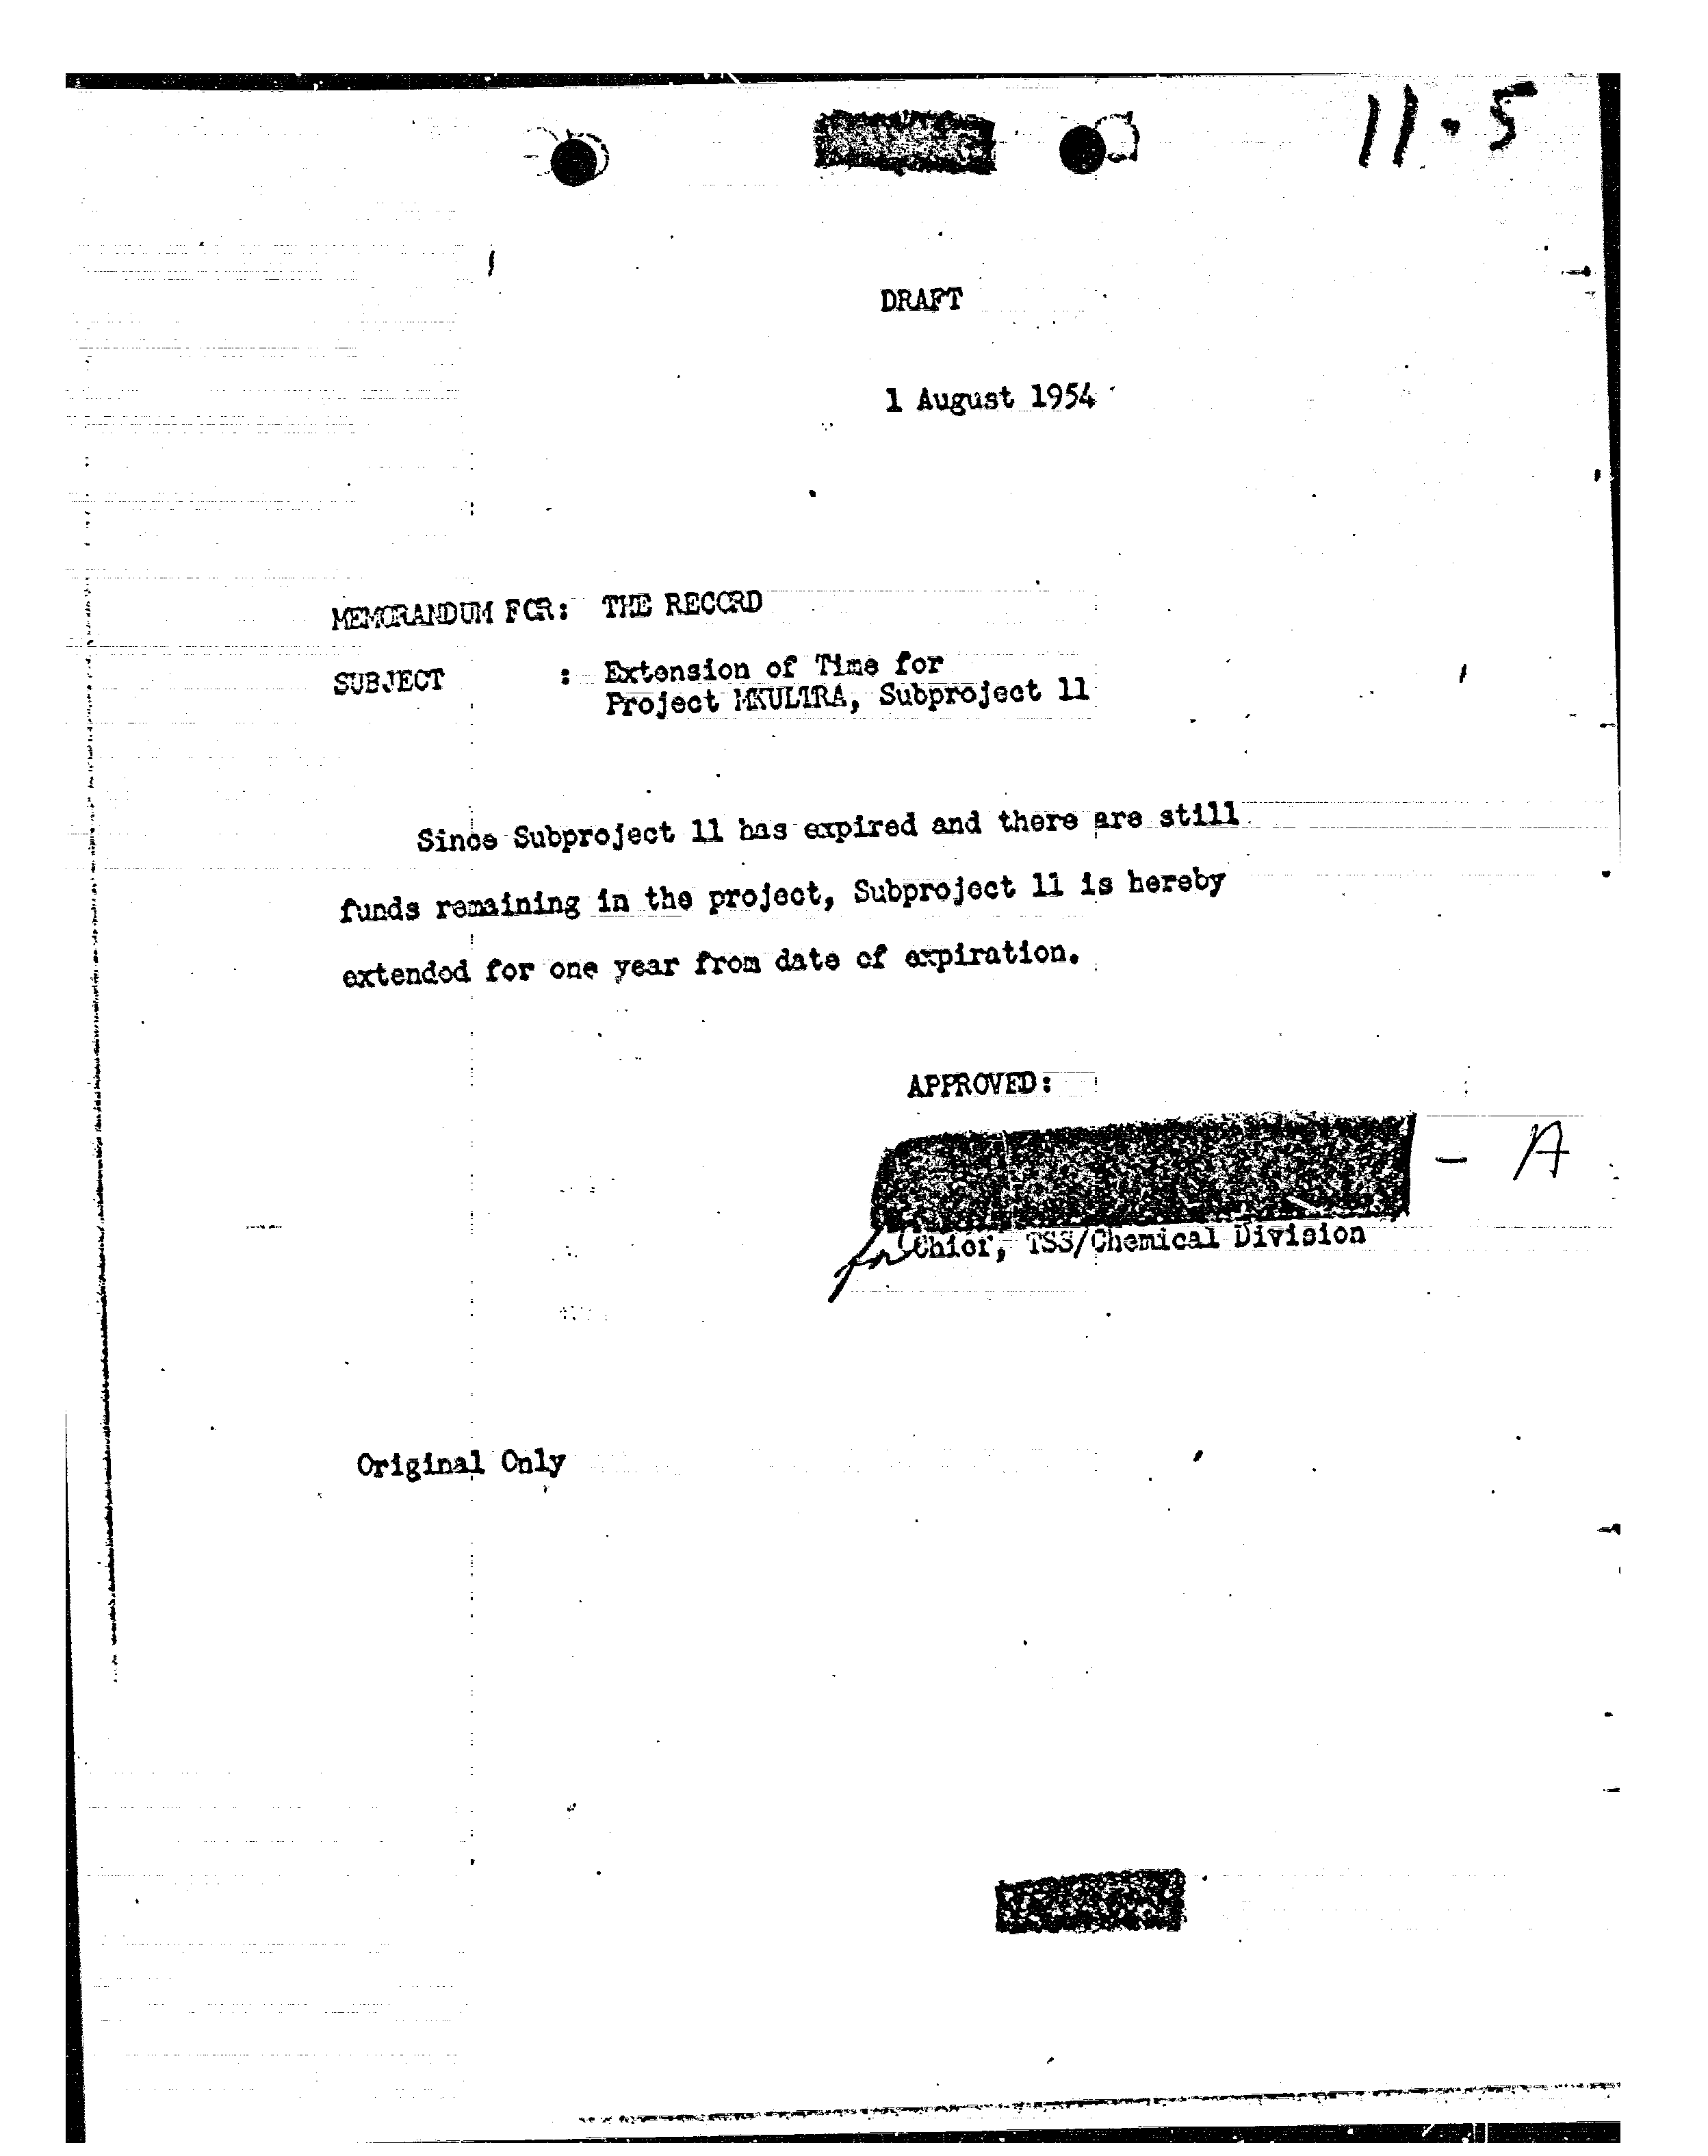 11.5
DRAFT
1 August 1954
MEMORANDUM FOR: THE RECORD
SUBJECT : Extension of Time for
Project MKULTRA, Subproject 11
Since Subproject 11 has expired and there are still
funds remaining in the project, Subproject 11 is hereby
extended for one year from date of expiration.
APPROVED:
- A
for Chief, TSS/Chemical Division
Original Only